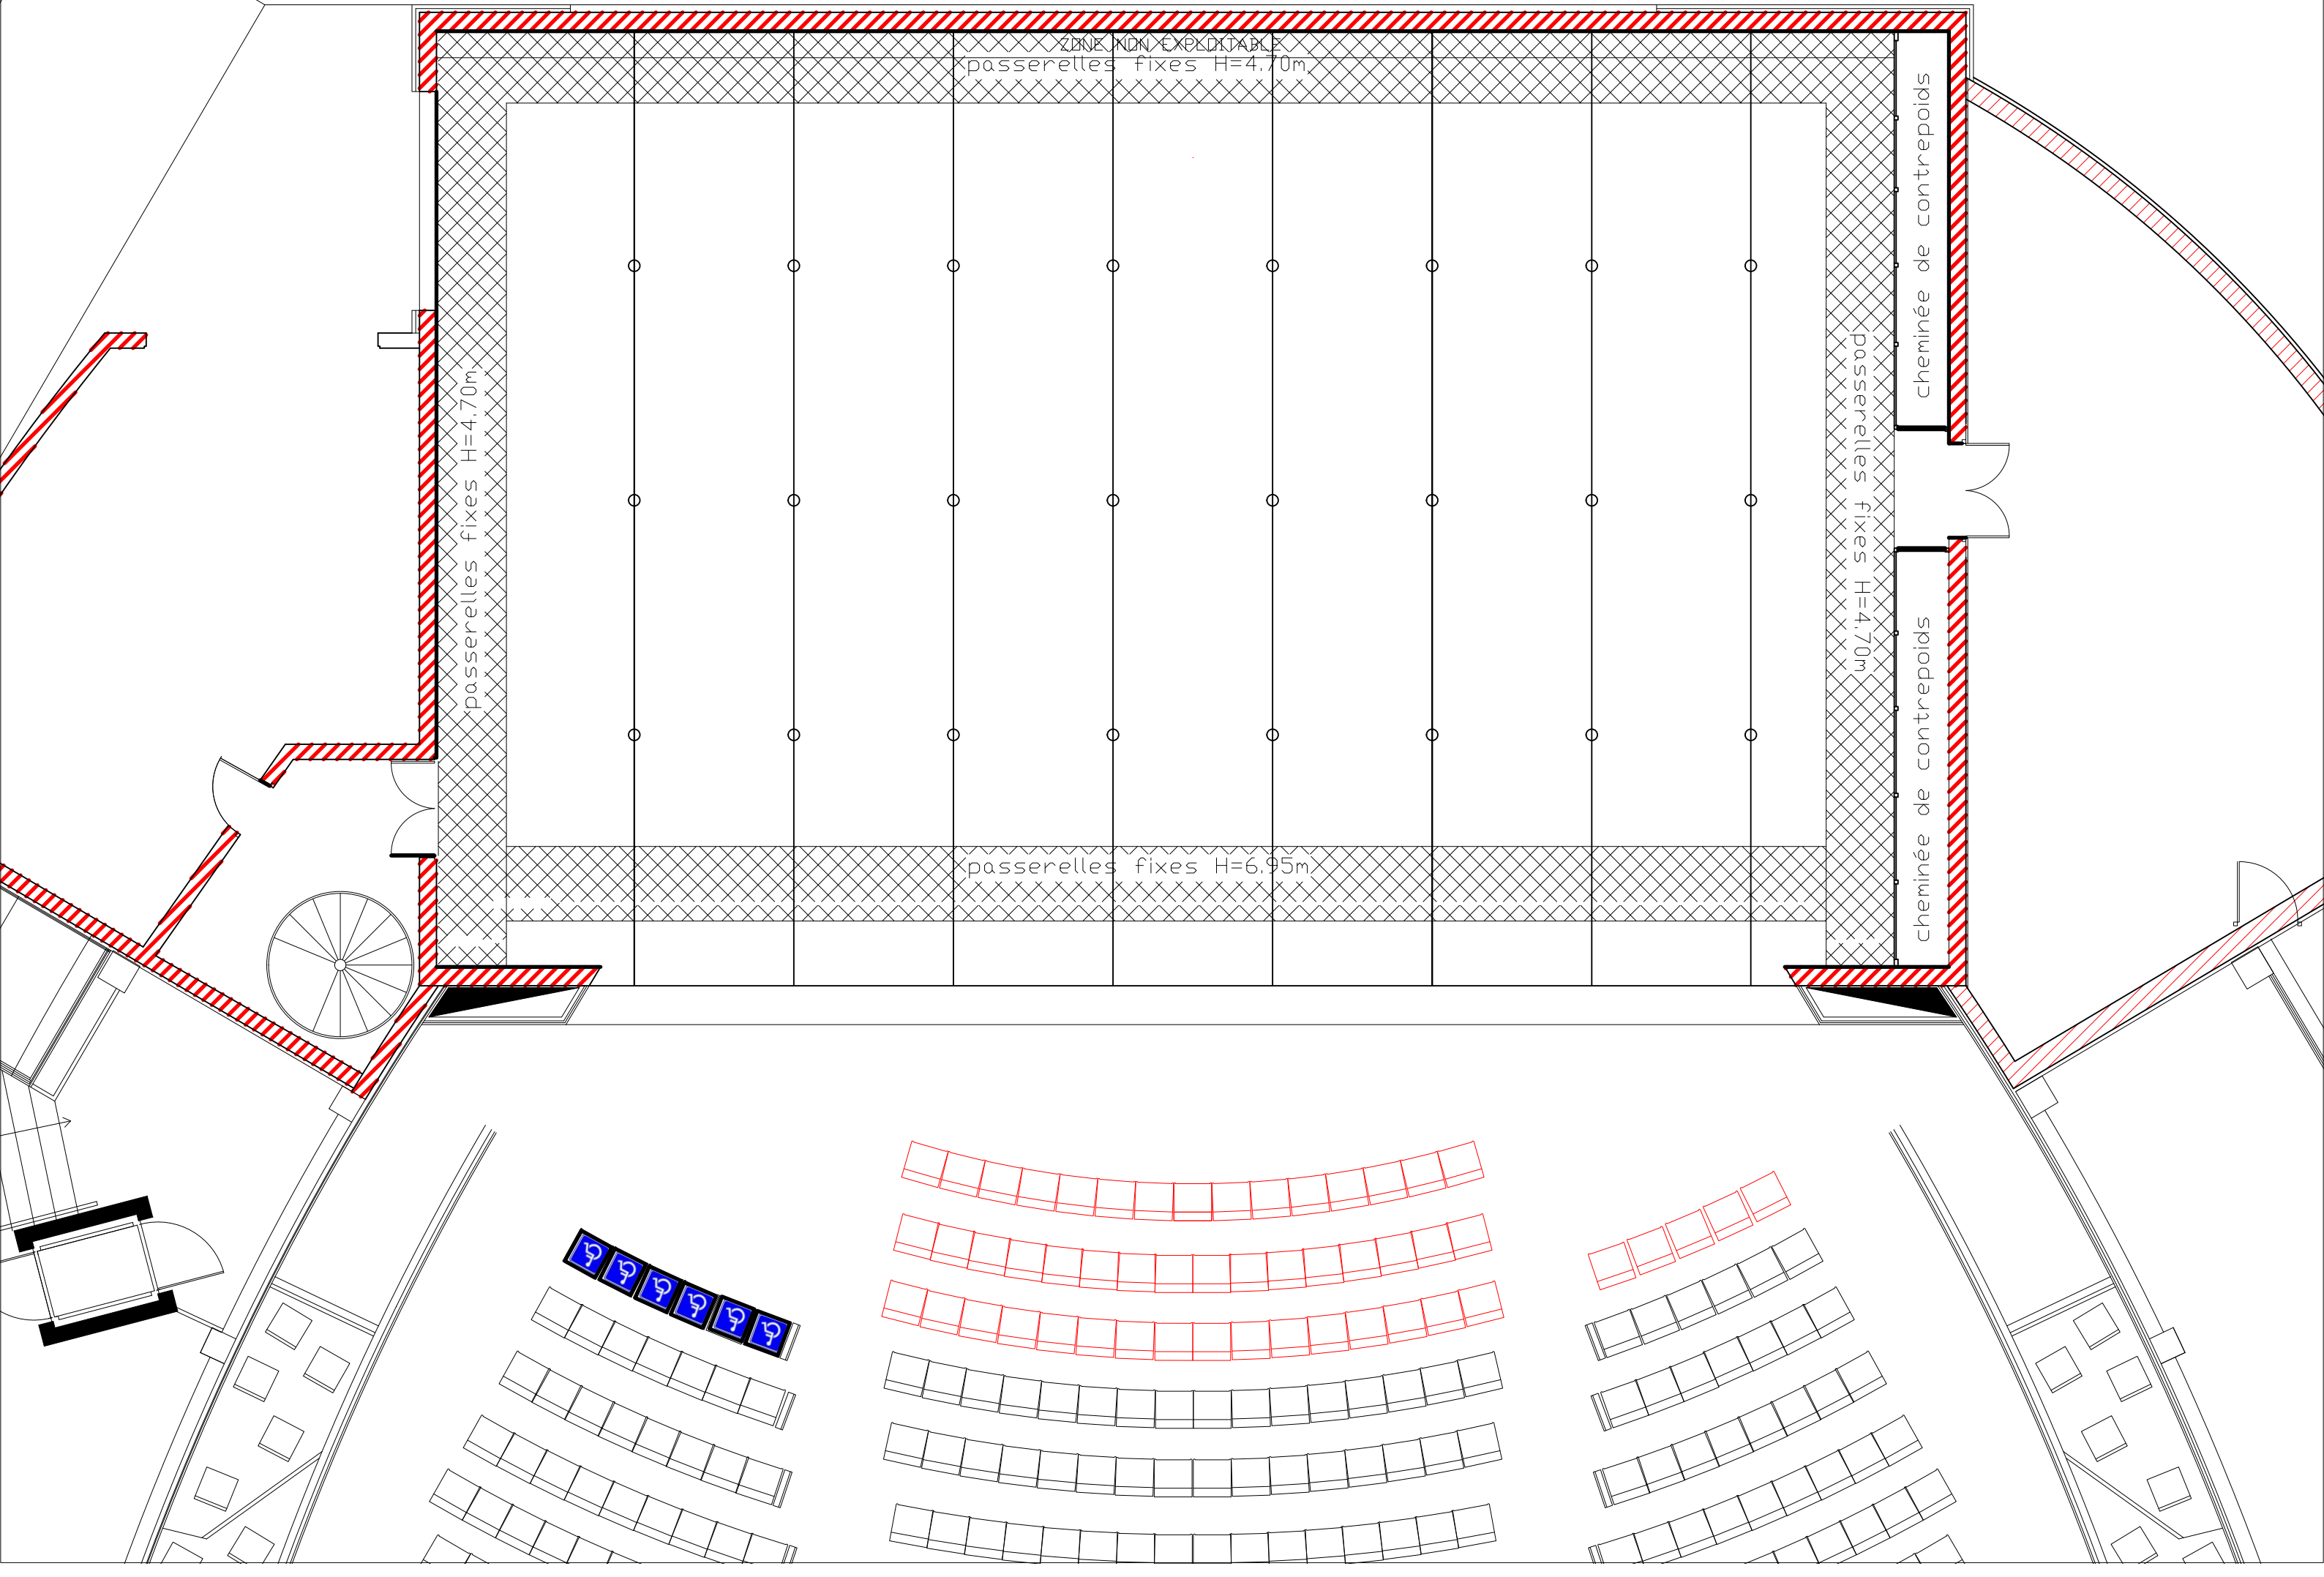 ZONE NON EXPLOITABLE
passerelles fixes H=4.70m
cheminée de contrepoids
passerelles fixes H=4.70m
passerelles fixes H=4.70m
cheminée de contrepoids
passerelles fixes H=6.95m